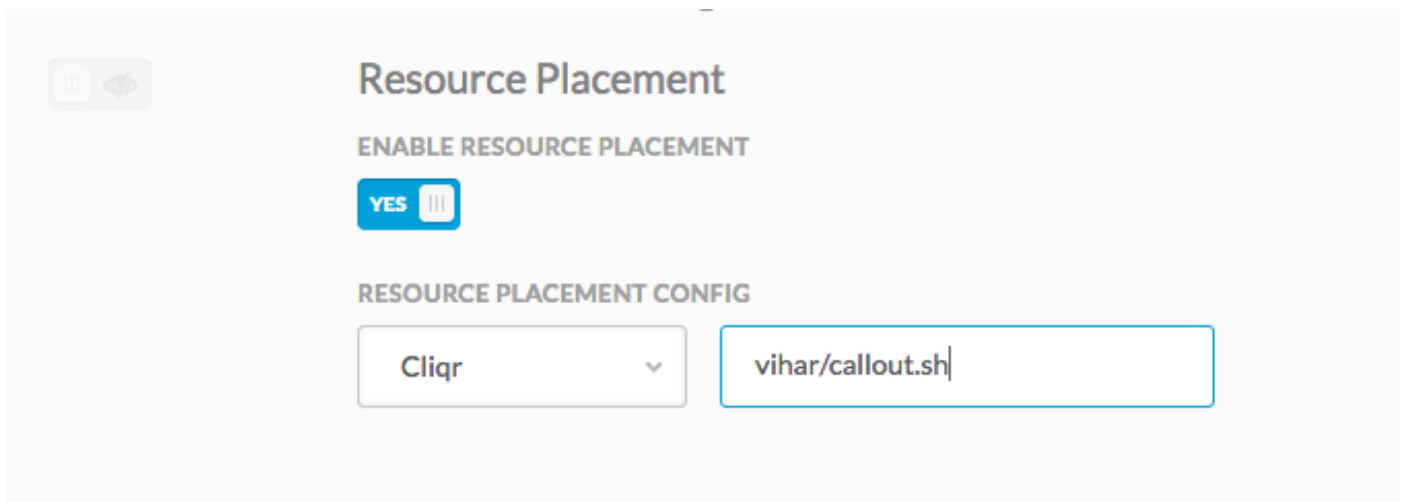 Resource Placement
ENABLE RESOURCE PLACEMENT
YES
RESOURCE PLACEMENT CONFIG
Cliqr
vihar/callout.sh